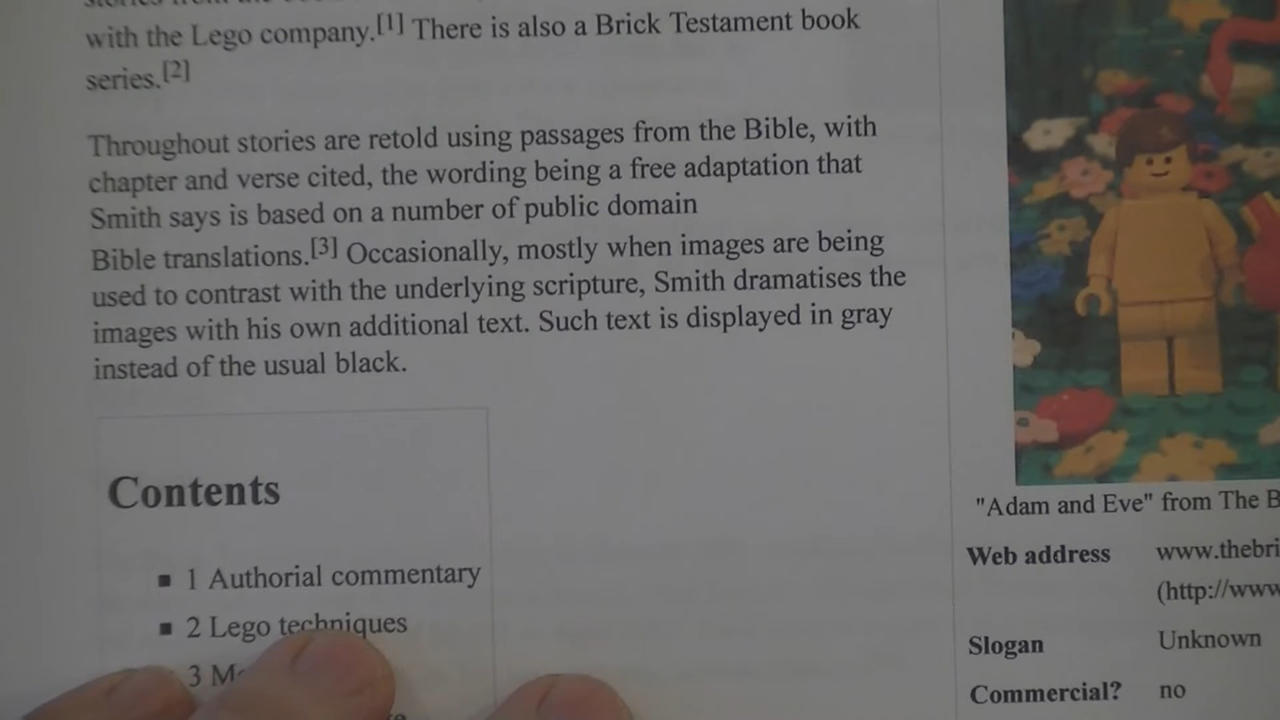 with the Lego company.[1] There is also a Brick Testament book
series.[2]
Throughout stories are retold using passages from the Bible, with
chapter and verse cited, the wording being a free adaptation that
Smith says is based on a number of public domain
Bible translations.[3] Occasionally, mostly when images are being
used to contrast with the underlying scripture, Smith dramatises the
images with his own additional text. Such text is displayed in gray
instead of the usual black.
Contents
1 Authorial commentary
2 Lego techniques
3
"Adam and Eve" from The B
Web address www.thebri
(http://www
Slogan Unknown
Commercial? no